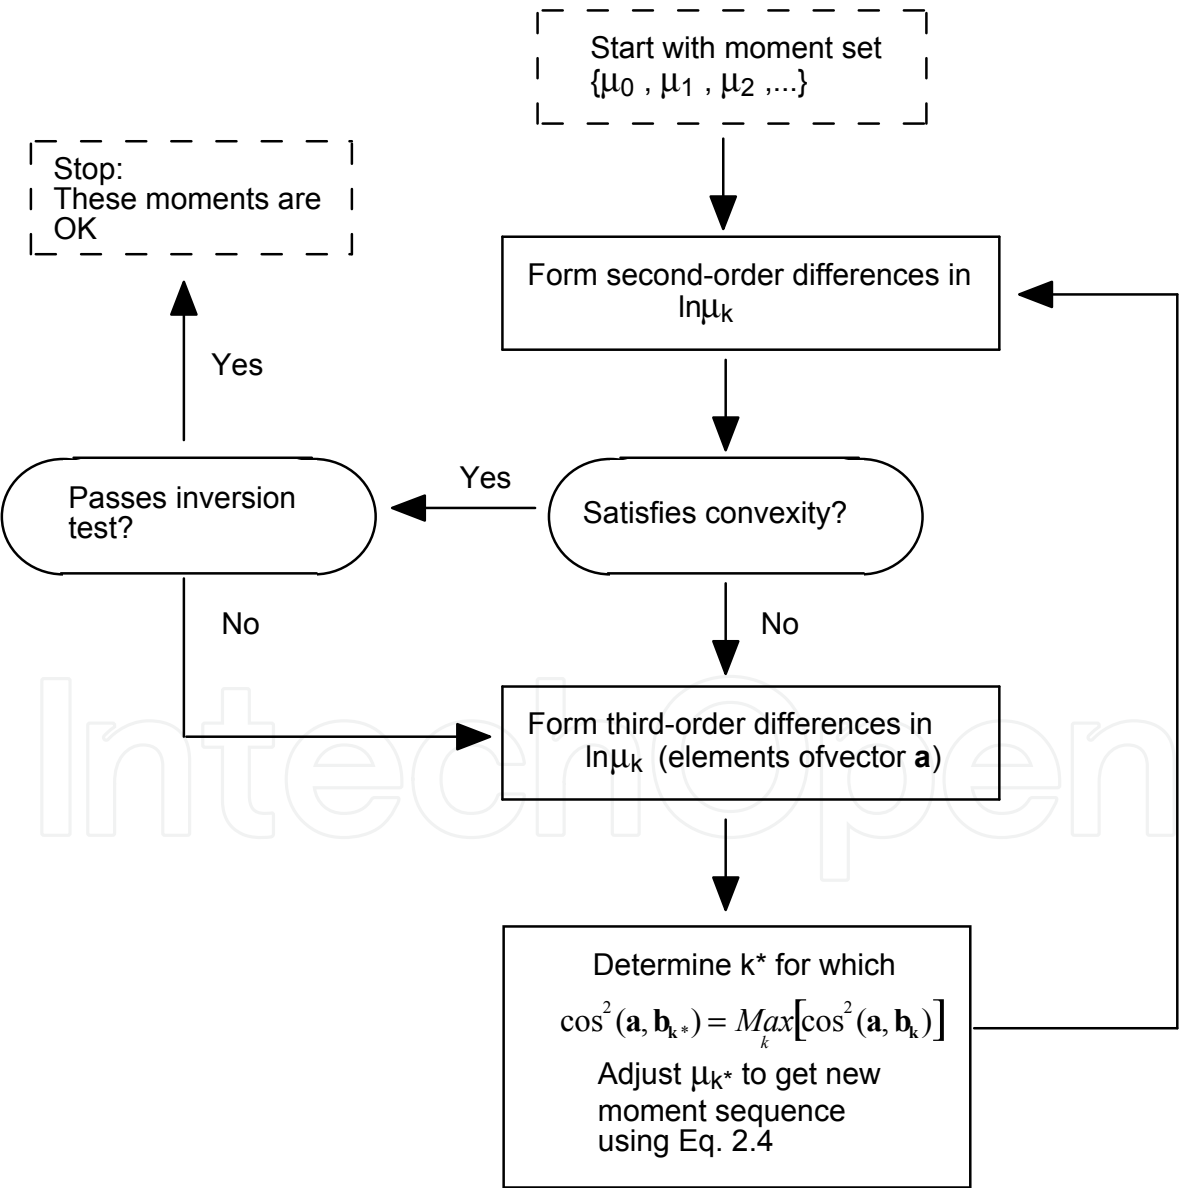 Start with moment set
{μ0 , μ1 , μ2 ,...}
Stop:
These moments are
OK
Form second-order differences in
lnμk
Yes
Passes inversion
test?
Yes
Satisfies convexity?
No
No
Form third-order differences in
lnμk (elements ofvector a)
IntechOpen
Determine k* for which
cos²(a, bk*) = Max[cos²(a, bk)]
k
Adjust μk* to get new
moment sequence
using Eq. 2.4